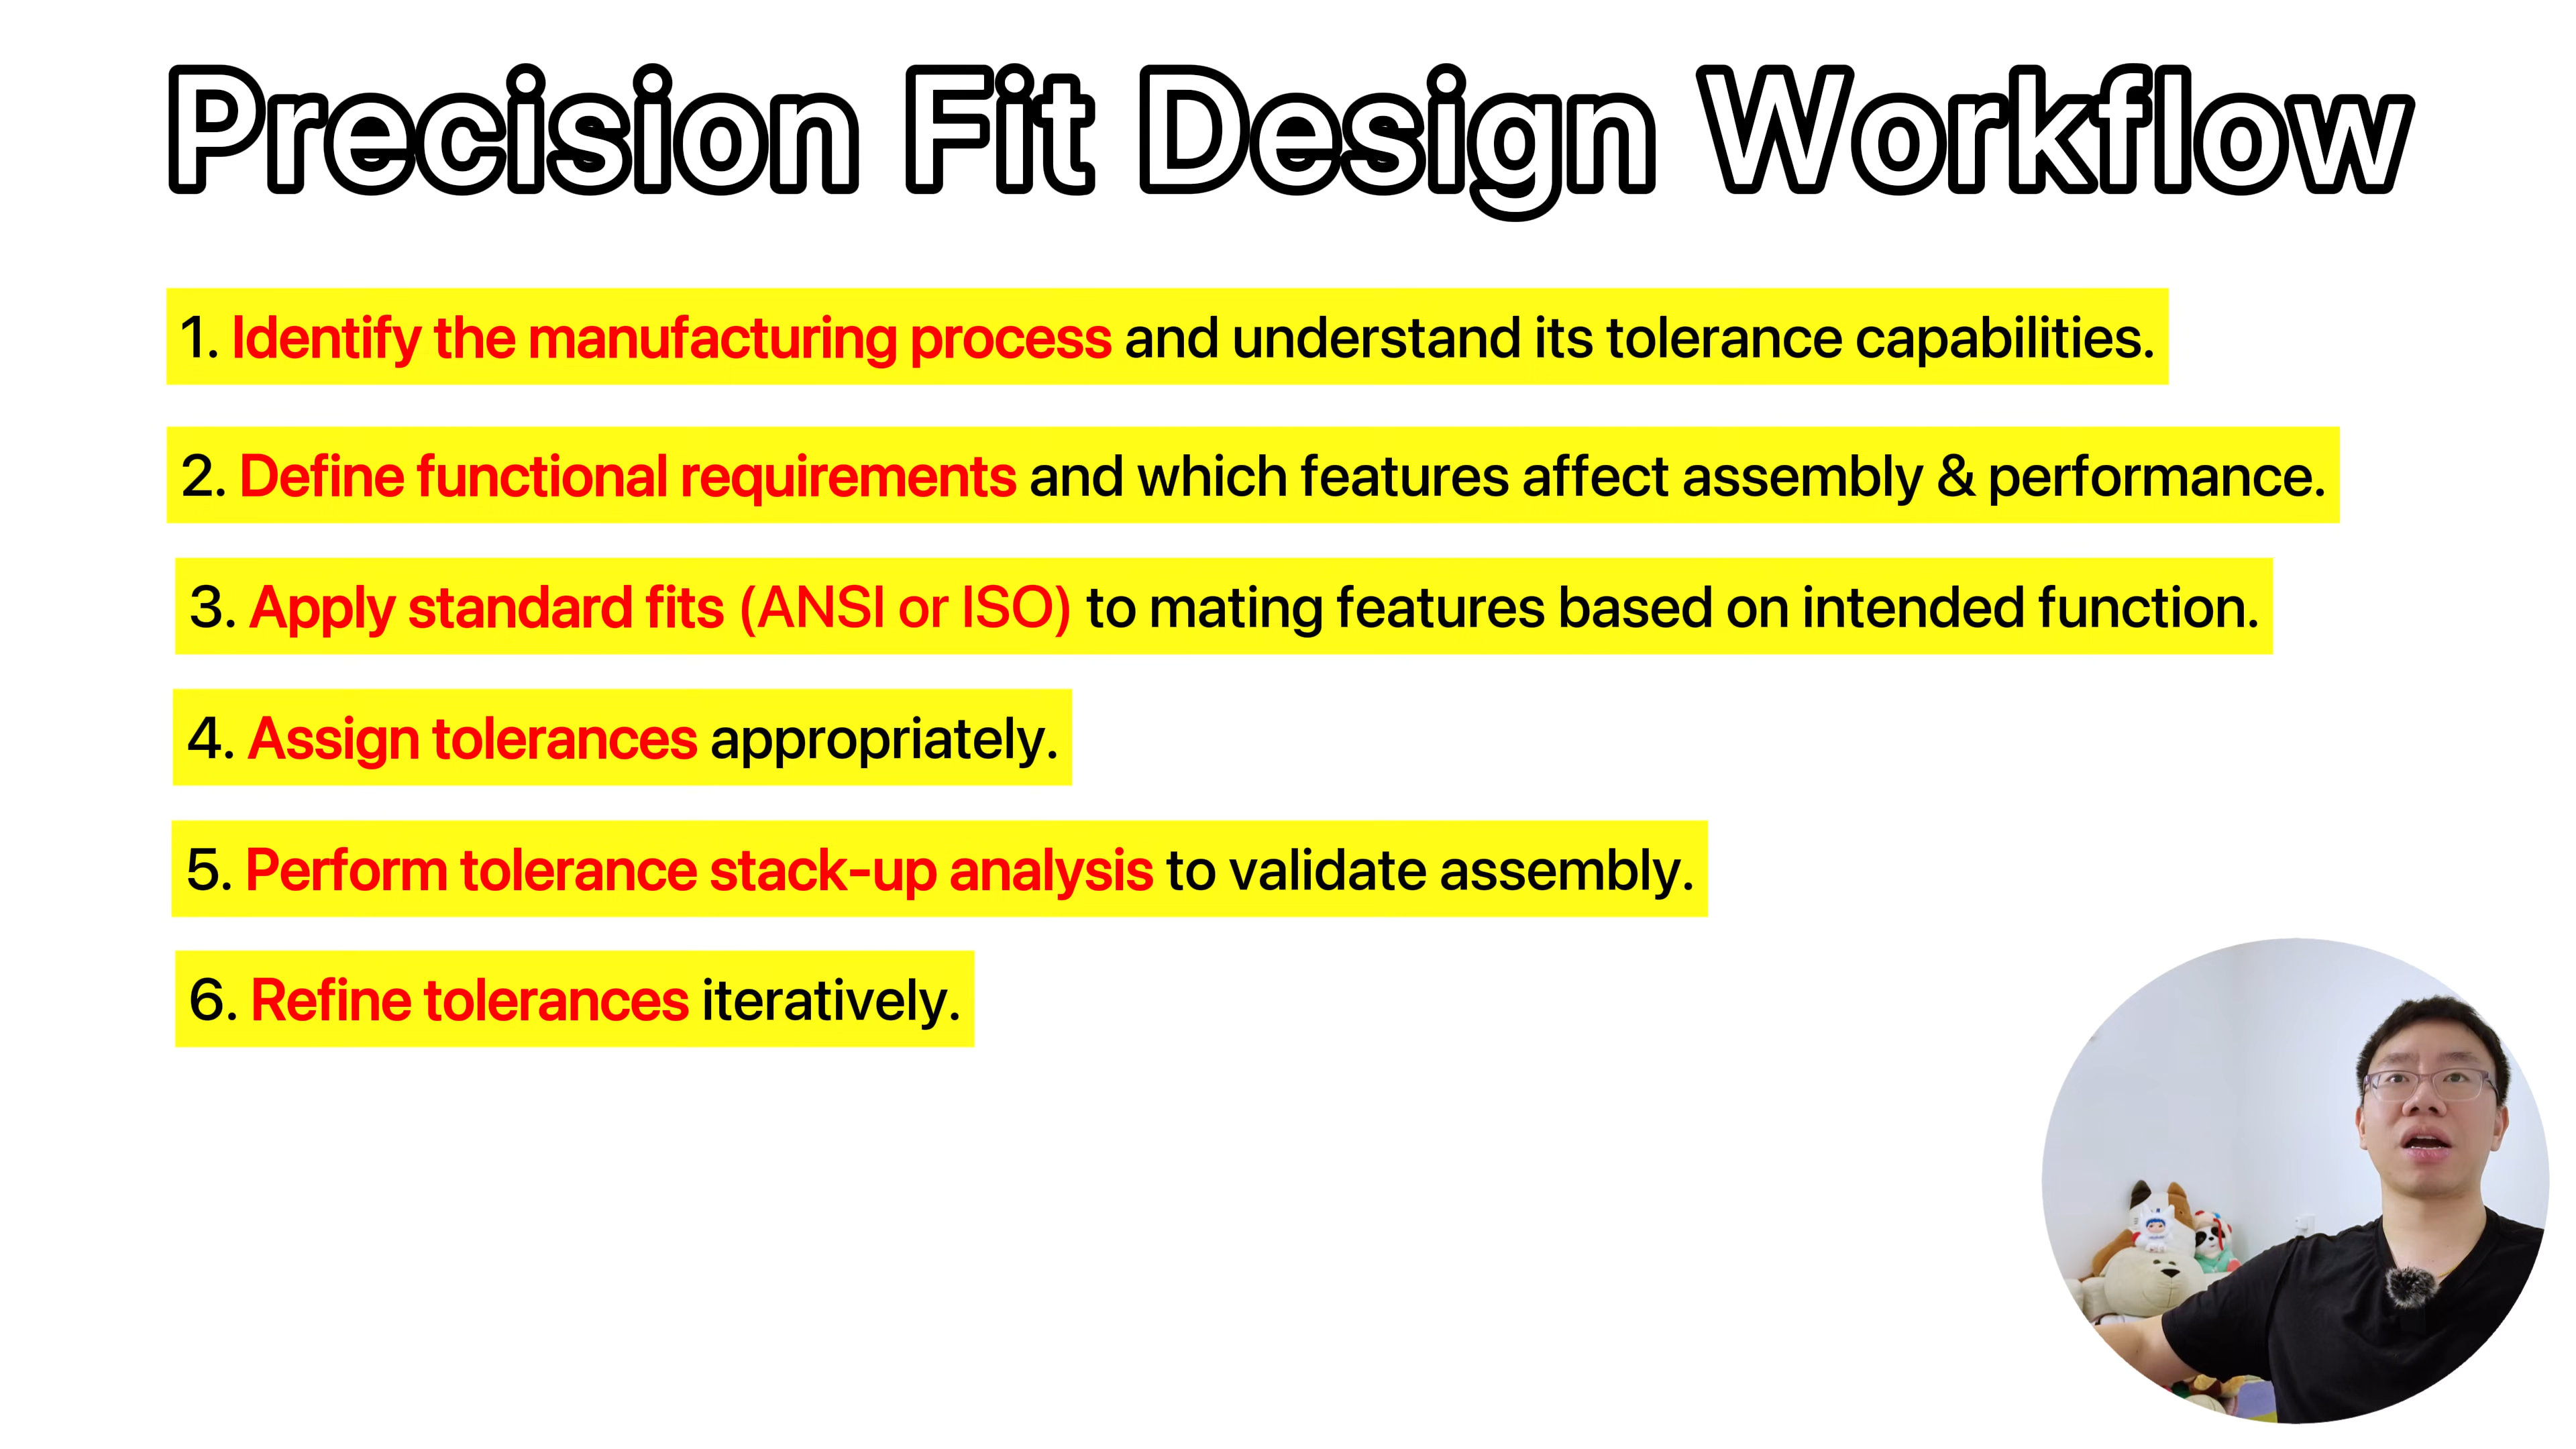 Precision Fit Design Workflow
1. Identify the manufacturing process and understand its tolerance capabilities.
2. Define functional requirements and which features affect assembly & performance.
3. Apply standard fits (ANSI or ISO) to mating features based on intended function.
4. Assign tolerances appropriately.
5. Perform tolerance stack-up analysis to validate assembly.
6. Refine tolerances iteratively.